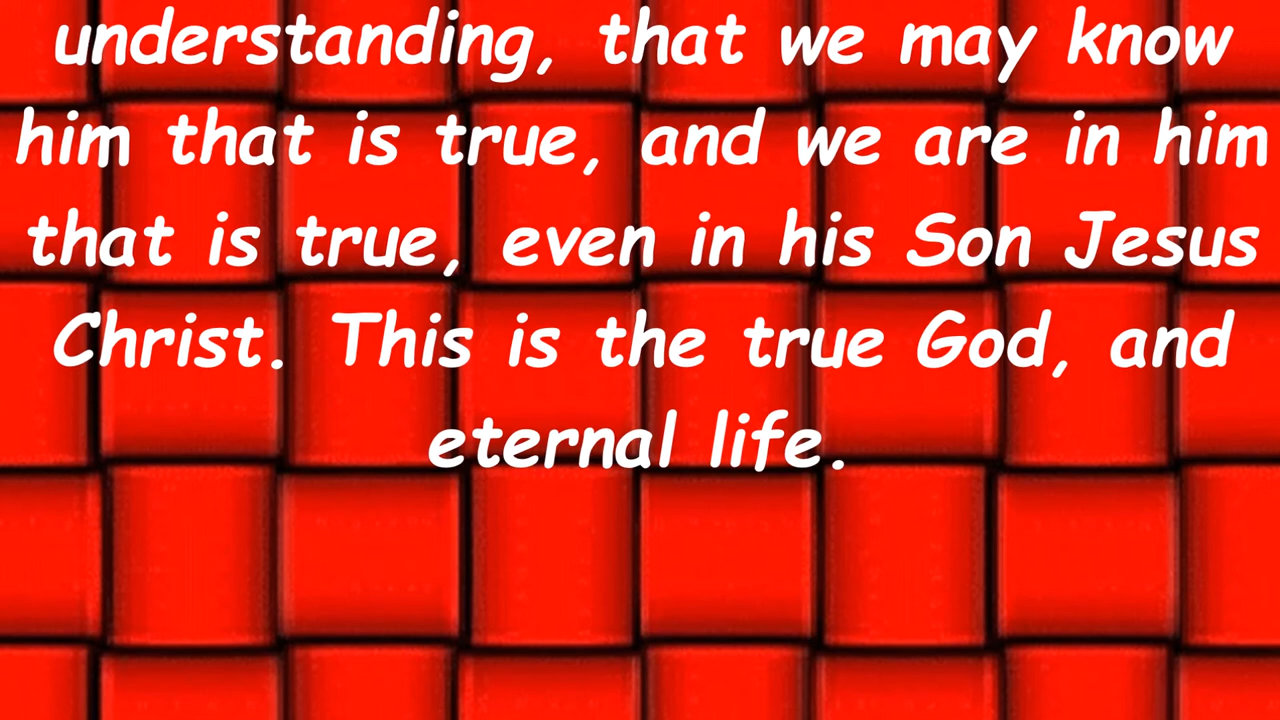 understanding, that we may know
him that is true, and we are in him
that is true, even in his Son Jesus
Christ. This is the true God, and
eternal life.